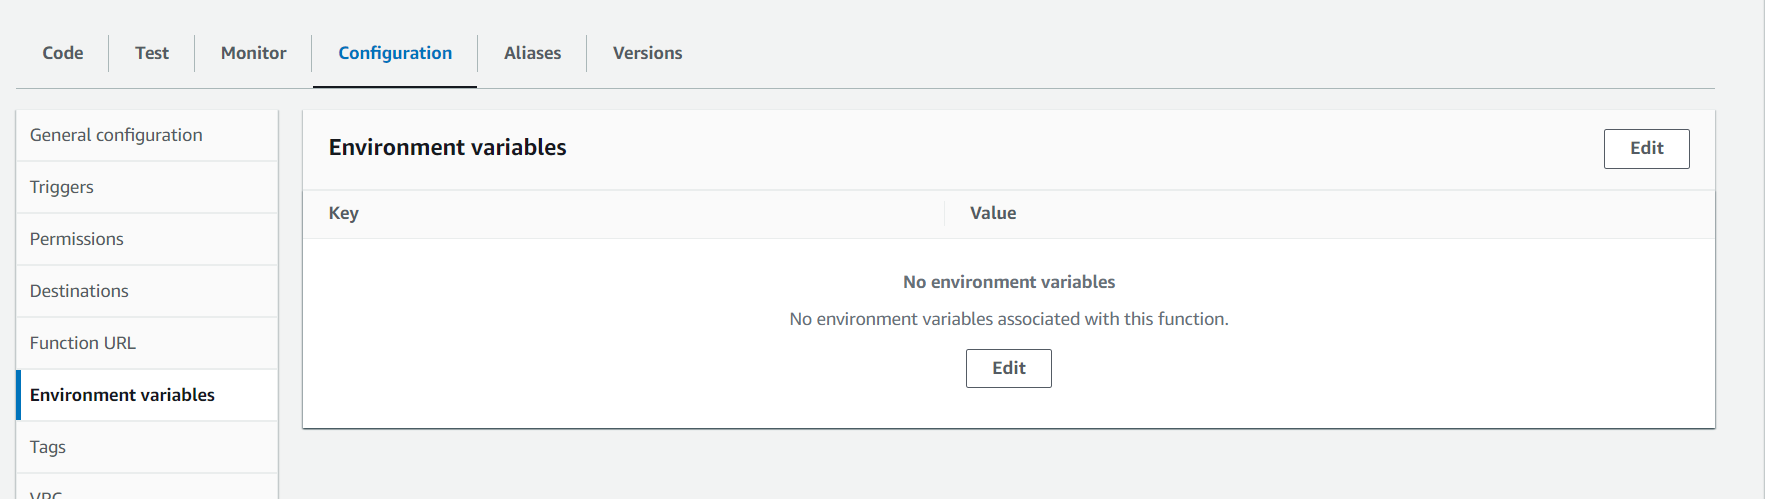 Code Test Monitor Configuration Aliases Versions
General configuration
Triggers
Permissions
Destinations
Function URL
Environment variables
Tags
VPC
Environment variables Edit
Key Value
No environment variables
No environment variables associated with this function.
Edit